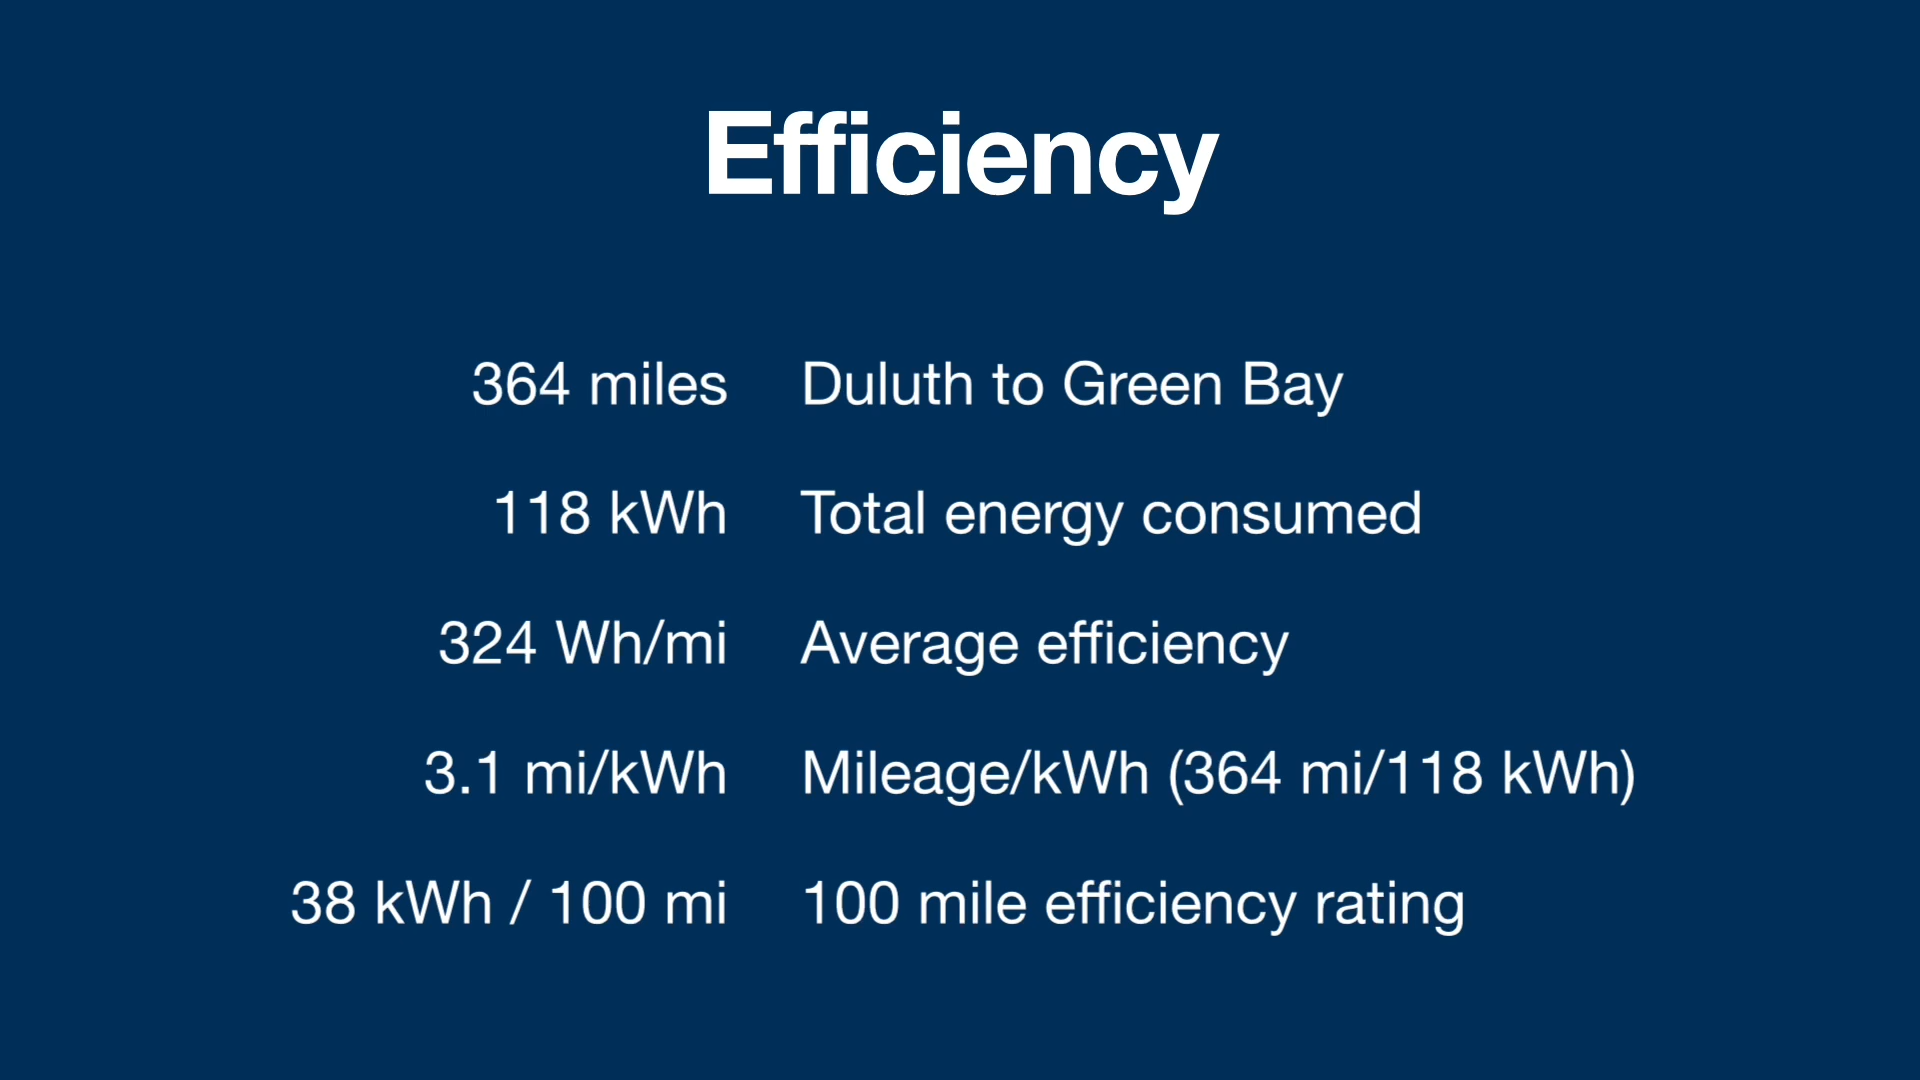 Efficiency
364 miles Duluth to Green Bay
118 kWh Total energy consumed
324 Wh/mi Average efficiency
3.1 mi/kWh Mileage/kWh (364 mi/118 kWh)
38 kWh / 100 mi 100 mile efficiency rating